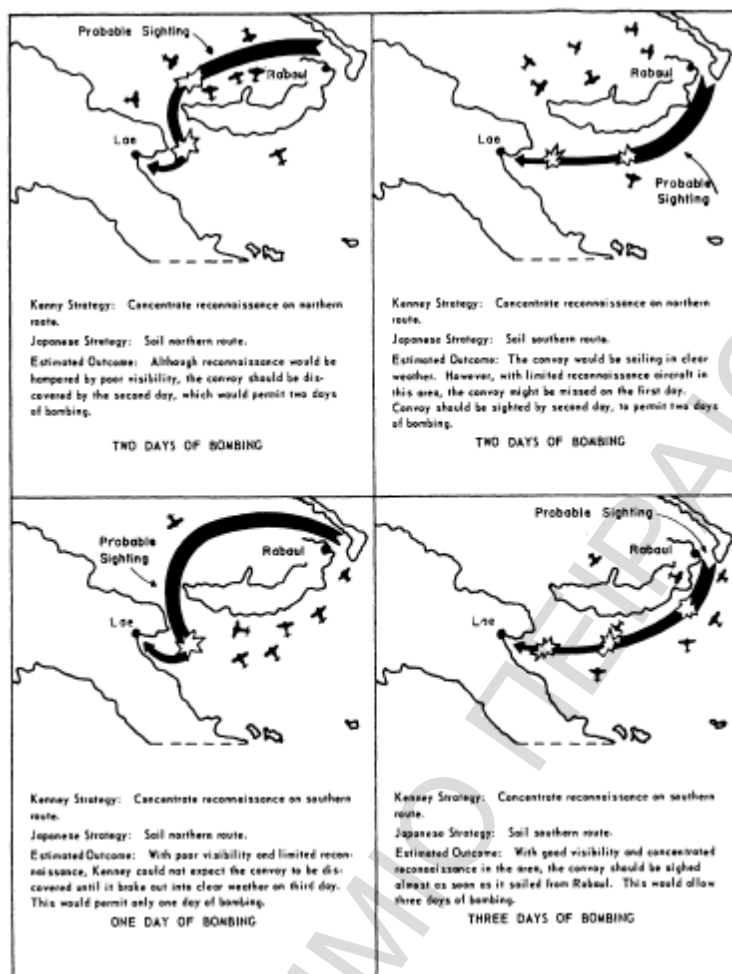 Probable Sighting
Rabaul
Lae
Kenny Strategy: Concentrate reconnaissance on northern
route.
Japanese Strategy: Sail northern route.
Estimated Outcome: Although reconnaissance would be
hampered by poor visibility, the convoy should be dis-
covered by the second day, which would permit two days
of bombing.
TWO DAYS OF BOMBING
Rabaul
Lae
Probable
Sighting
Kenney Strategy: Concentrate reconnaissance on northern
route.
Japanese Strategy: Sail southern route.
Estimated Outcome: The convoy would be sailing in clear
weather. However, with limited reconnaissance aircraft in
this area, the convoy might be missed on the first day.
Convoy should be sighted by second day, to permit two days
of bombing.
TWO DAYS OF BOMBING
Probable
Sighting
Rabaul
Lae
Kenney Strategy: Concentrate reconnaissance on southern
route.
Japanese Strategy: Sail northern route.
Estimated Outcome: With poor visibility and limited recon-
naissance, Kenney could not expect the convoy to be dis-
covered until it broke out into clear weather on third day.
This would permit only one day of bombing.
ONE DAY OF BOMBING
Probable Sighting
Rabaul
Lae
Kenney Strategy: Concentrate reconnaissance on southern
route.
Japanese Strategy: Sail southern route.
Estimated Outcome: With good visibility and concentrated
reconnaissance in the area, the convoy should be sighed
almost as soon as it sailed from Rabaul. This would allow
three days of bombing.
THREE DAYS OF BOMBING
ΜΙΟ ΠΕΙΡΑΙ